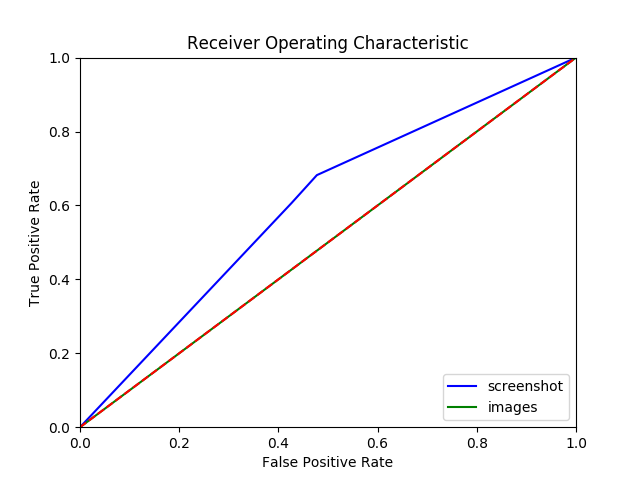 Receiver Operating Characteristic
True Positive Rate
1.0
0.8
0.6
0.4
0.2
0.0
0.0 0.2 0.4 0.6 0.8 1.0
False Positive Rate
screenshot
images